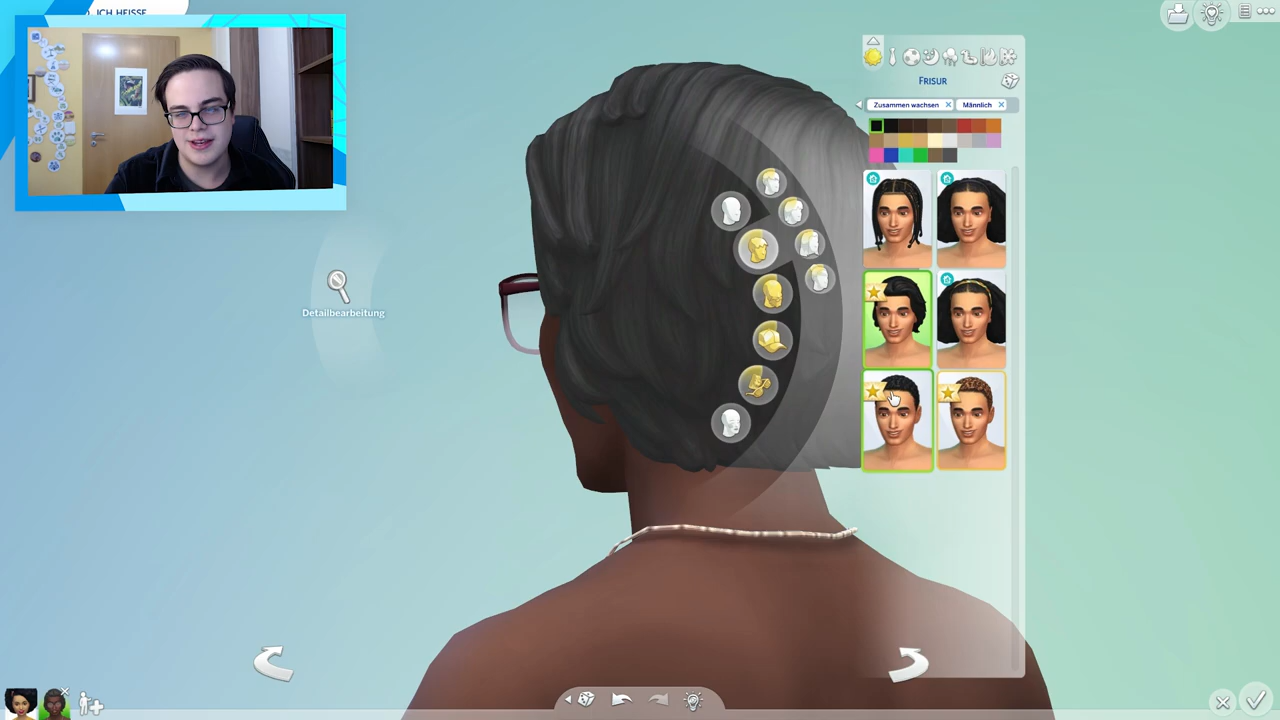 ICH HEISSE
FRISUR
Zusammen wachsen
Männlich
Detailbearbeitung